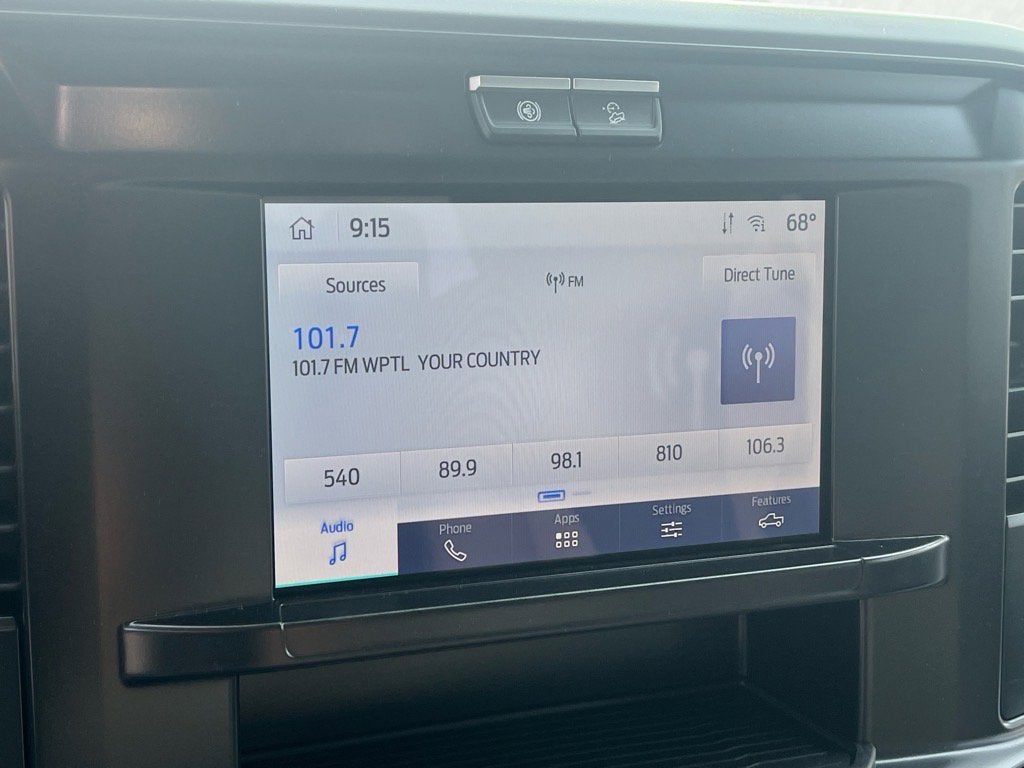 9:15 68°
Sources FM Direct Tune
101.7
101.7 FM WPTL YOUR COUNTRY
540 89.9 98.1 810 106.3
Audio Phone Apps Settings Features